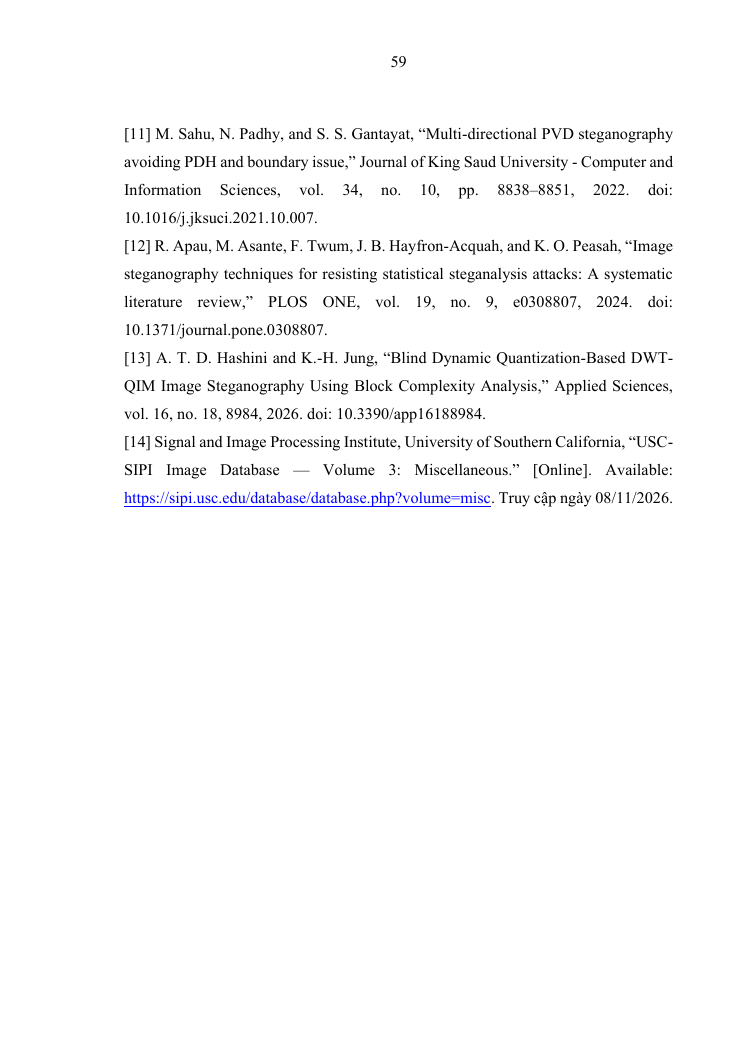 59
[11] M. Sahu, N. Padhy, and S. S. Gantayat, “Multi-directional PVD steganography
avoiding PDH and boundary issue,” Journal of King Saud University - Computer and
Information Sciences, vol. 34, no. 10, pp. 8838–8851, 2022. doi:
10.1016/j.jksuci.2021.10.007.
[12] R. Apau, M. Asante, F. Twum, J. B. Hayfron-Acquah, and K. O. Peasah, “Image
steganography techniques for resisting statistical steganalysis attacks: A systematic
literature review,” PLOS ONE, vol. 19, no. 9, e0308807, 2024. doi:
10.1371/journal.pone.0308807.
[13] A. T. D. Hashini and K.-H. Jung, “Blind Dynamic Quantization-Based DWT-
QIM Image Steganography Using Block Complexity Analysis,” Applied Sciences,
vol. 16, no. 18, 8984, 2026. doi: 10.3390/app16188984.
[14] Signal and Image Processing Institute, University of Southern California, “USC-
SIPI Image Database — Volume 3: Miscellaneous.” [Online]. Available:
https://sipi.usc.edu/database/database.php?volume=misc. Truy cập ngày 08/11/2026.